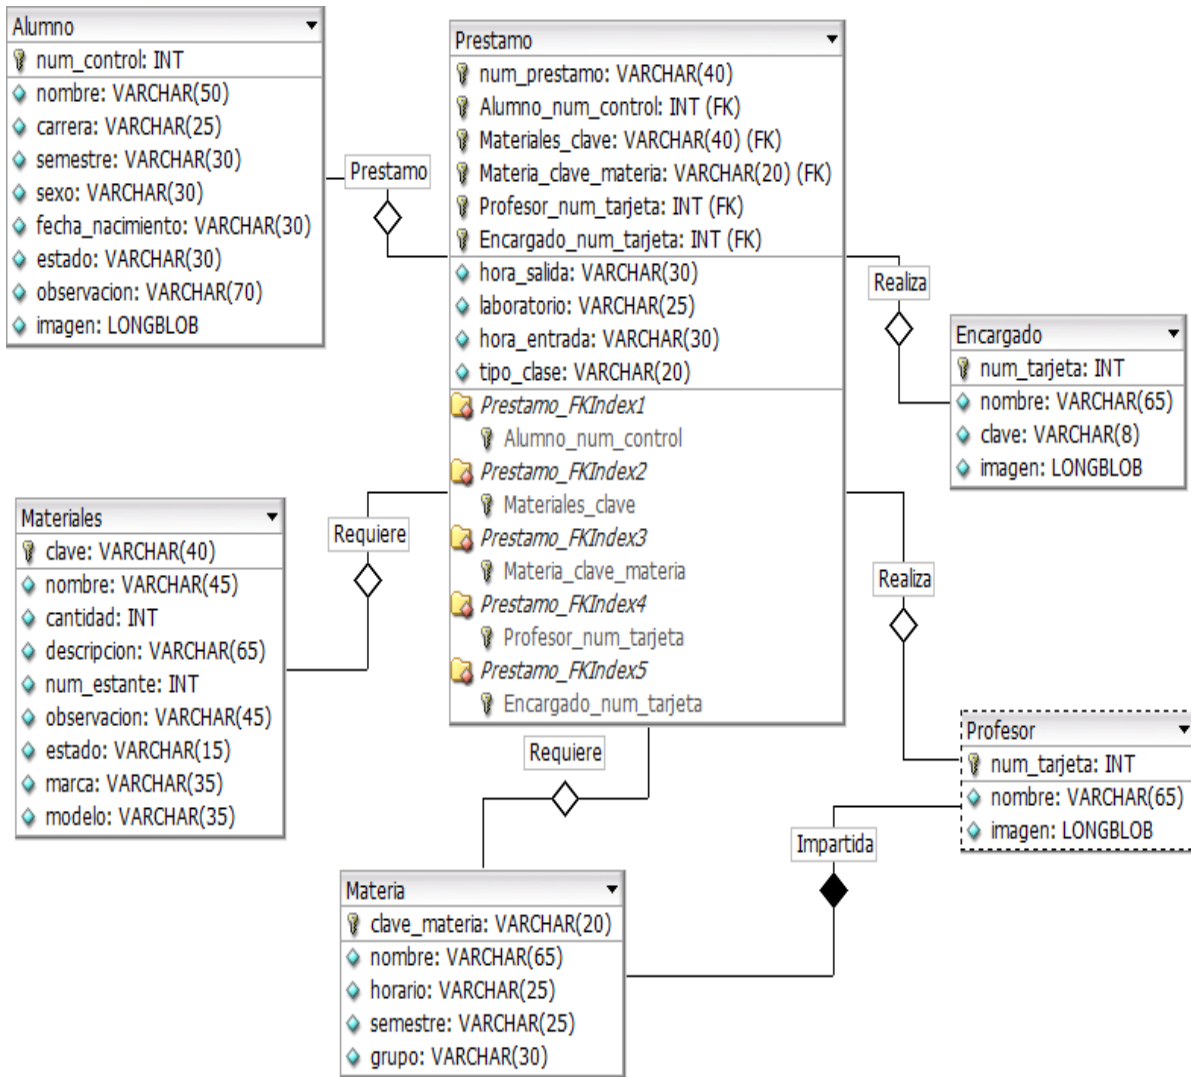 Alumno
num_control: INT
nombre: VARCHAR(50)
carrera: VARCHAR(25)
semestre: VARCHAR(30)
sexo: VARCHAR(30)
fecha_nacimiento: VARCHAR(30)
estado: VARCHAR(30)
observacion: VARCHAR(70)
imagen: LONGBLOB
Prestamo
Prestamo
num_prestamo: VARCHAR(40)
Alumno_num_control: INT (FK)
Materiales_clave: VARCHAR(40) (FK)
Materia_clave_materia: VARCHAR(20) (FK)
Profesor_num_tarjeta: INT (FK)
Encargado_num_tarjeta: INT (FK)
hora_salida: VARCHAR(30)
laboratorio: VARCHAR(25)
hora_entrada: VARCHAR(30)
tipo_clase: VARCHAR(20)
Prestamo_FKIndex1
Alumno_num_control
Prestamo_FKIndex2
Materiales_clave
Prestamo_FKIndex3
Materia_clave_materia
Prestamo_FKIndex4
Profesor_num_tarjeta
Prestamo_FKIndex5
Encargado_num_tarjeta
Realiza
Encargado
num_tarjeta: INT
nombre: VARCHAR(65)
clave: VARCHAR(8)
imagen: LONGBLOB
Materiales
clave: VARCHAR(40)
nombre: VARCHAR(45)
cantidad: INT
descripcion: VARCHAR(65)
num_estante: INT
observacion: VARCHAR(45)
estado: VARCHAR(15)
marca: VARCHAR(35)
modelo: VARCHAR(35)
Requiere
Realiza
Profesor
num_tarjeta: INT
nombre: VARCHAR(65)
imagen: LONGBLOB
Requiere
Impartida
Materia
clave_materia: VARCHAR(20)
nombre: VARCHAR(65)
horario: VARCHAR(25)
semestre: VARCHAR(25)
grupo: VARCHAR(30)